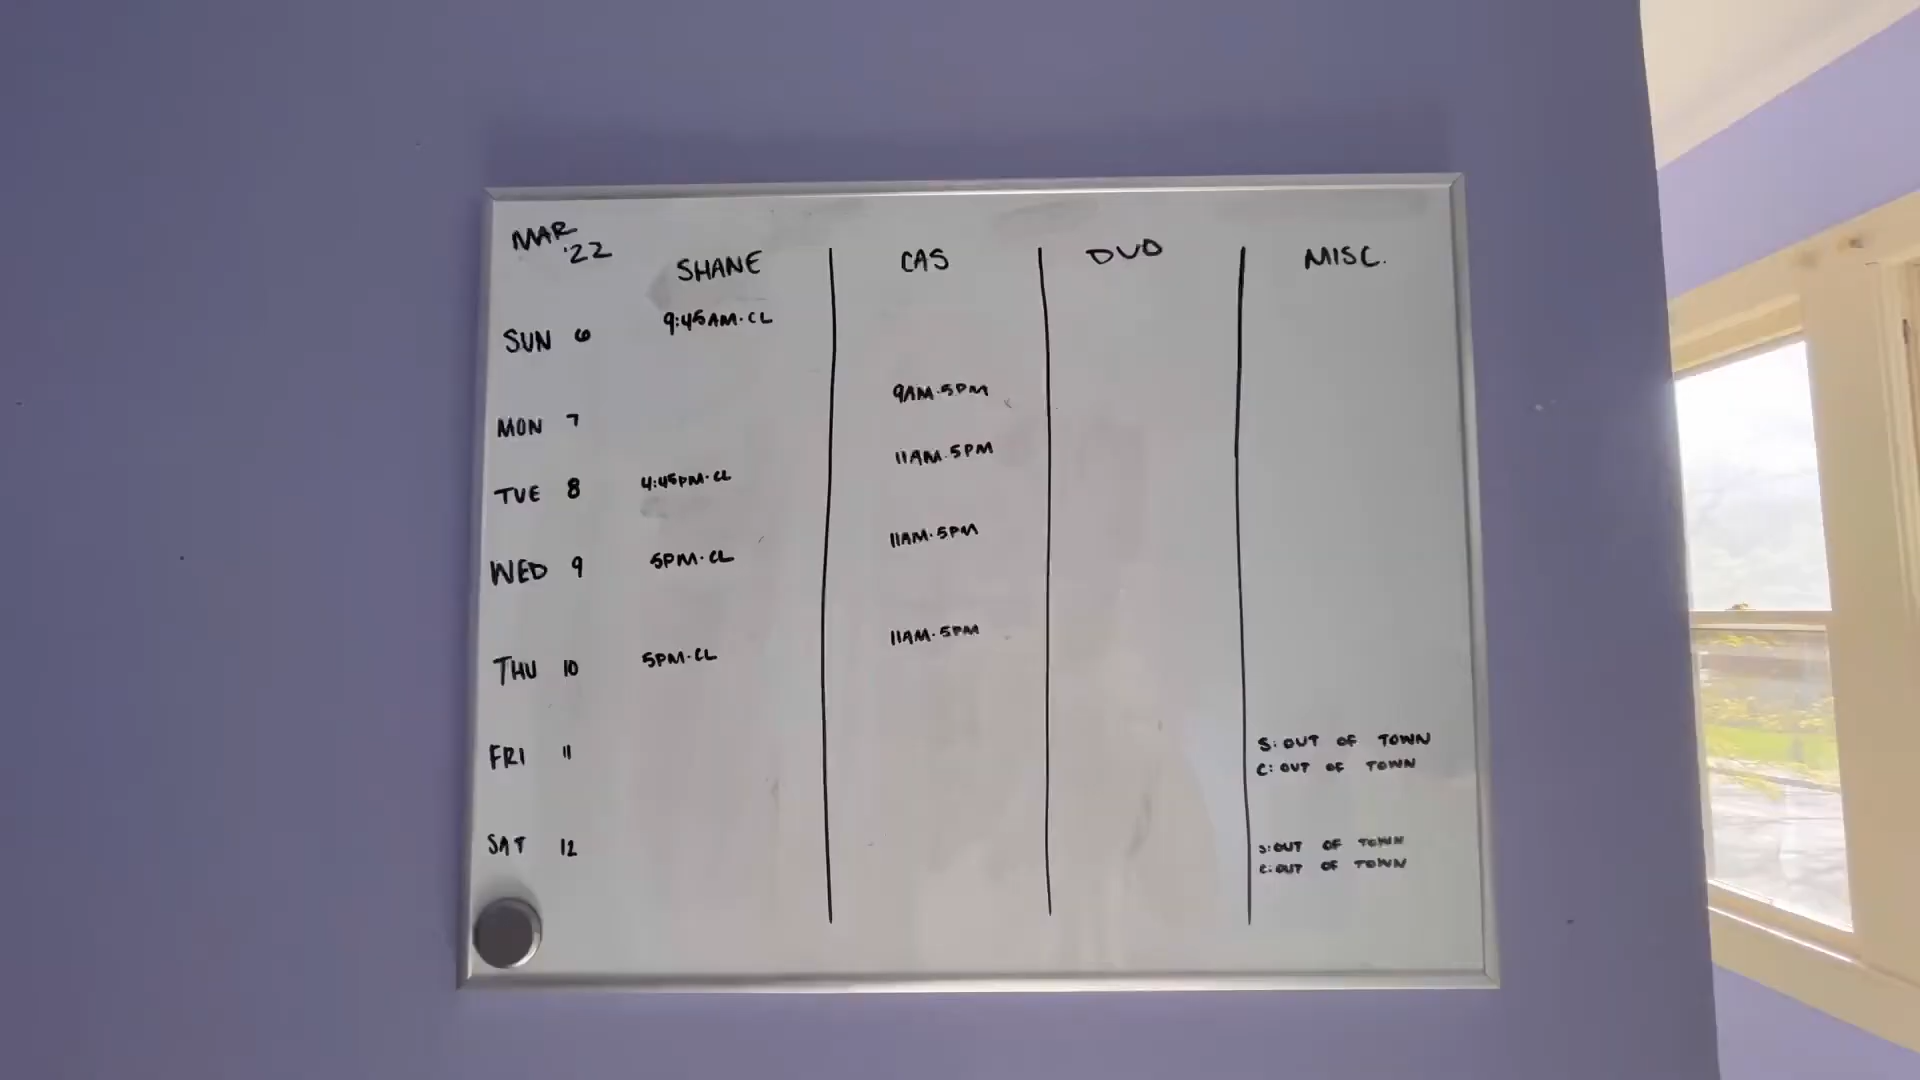 MAR '22
SHANE CAS DUO MISC.
SUN 6 9:45AM·CL
MON 7 9AM·5PM
TUE 8 4:45PM·CL 11AM·5PM
WED 9 5PM·CL 11AM·5PM
THU 10 5PM·CL 11AM·5PM
FRI 11 S: OUT OF TOWN
C: OUT OF TOWN
SAT 12 S: OUT OF TOWN
C: OUT OF TOWN